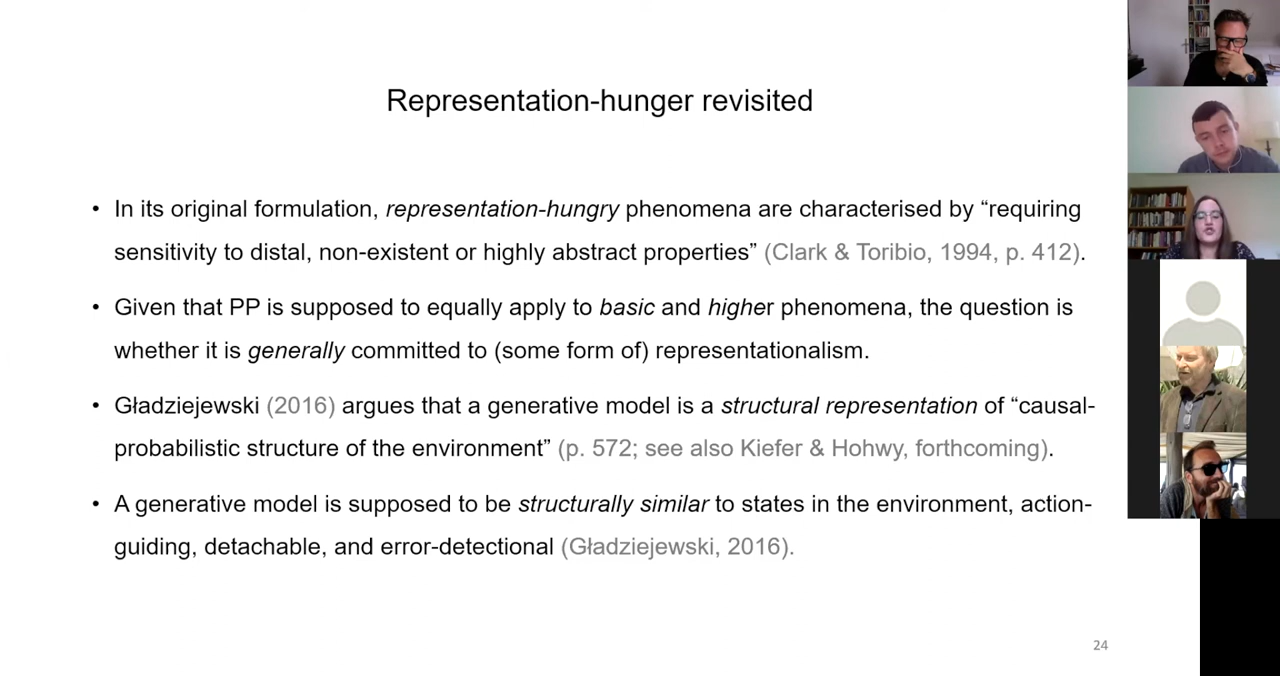 Representation-hunger revisited
• In its original formulation, representation-hungry phenomena are characterised by “requiring
sensitivity to distal, non-existent or highly abstract properties” (Clark & Toribio, 1994, p. 412).
• Given that PP is supposed to equally apply to basic and higher phenomena, the question is
whether it is generally committed to (some form of) representationalism.
• Gładziejewski (2016) argues that a generative model is a structural representation of “causal-
probabilistic structure of the environment” (p. 572; see also Kiefer & Hohwy, forthcoming).
• A generative model is supposed to be structurally similar to states in the environment, action-
guiding, detachable, and error-detectional (Gładziejewski, 2016).
24